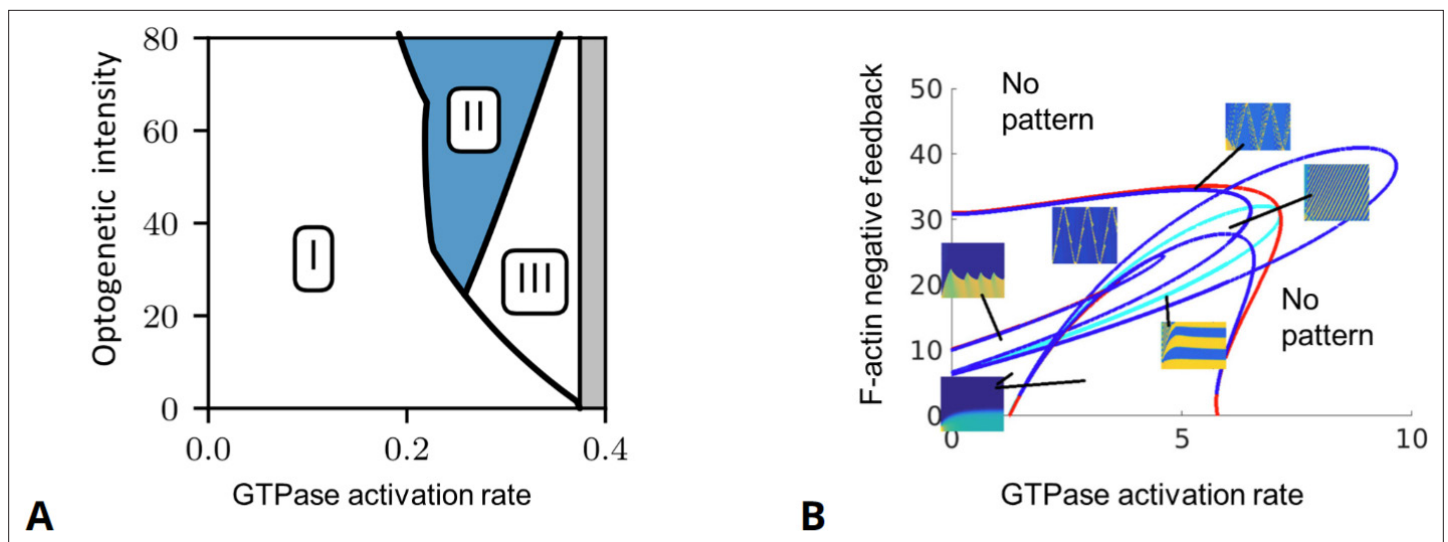 80
60
40
20
0
Optogenetic intensity
I
II
III
0.0
0.2
0.4
GTPase activation rate
A
50
40
30
20
10
0
F-actin negative feedback
No
pattern
No
pattern
0
5
10
GTPase activation rate
B